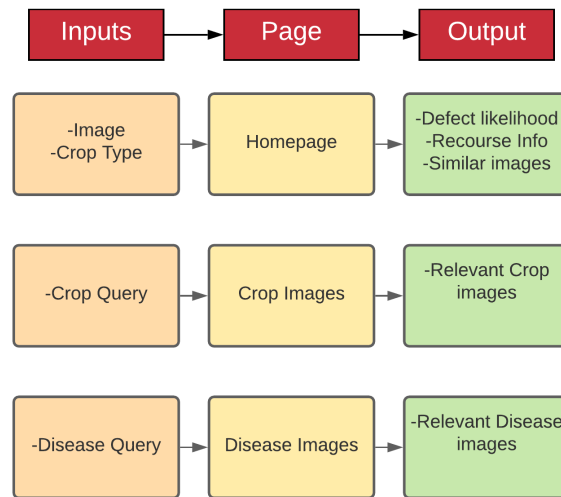 Inputs
Page
Output
-Image
-Crop Type
Homepage
-Defect likelihood
-Recourse Info
-Similar images
-Crop Query
Crop Images
-Relevant Crop
images
-Disease Query
Disease Images
-Relevant Disease
images